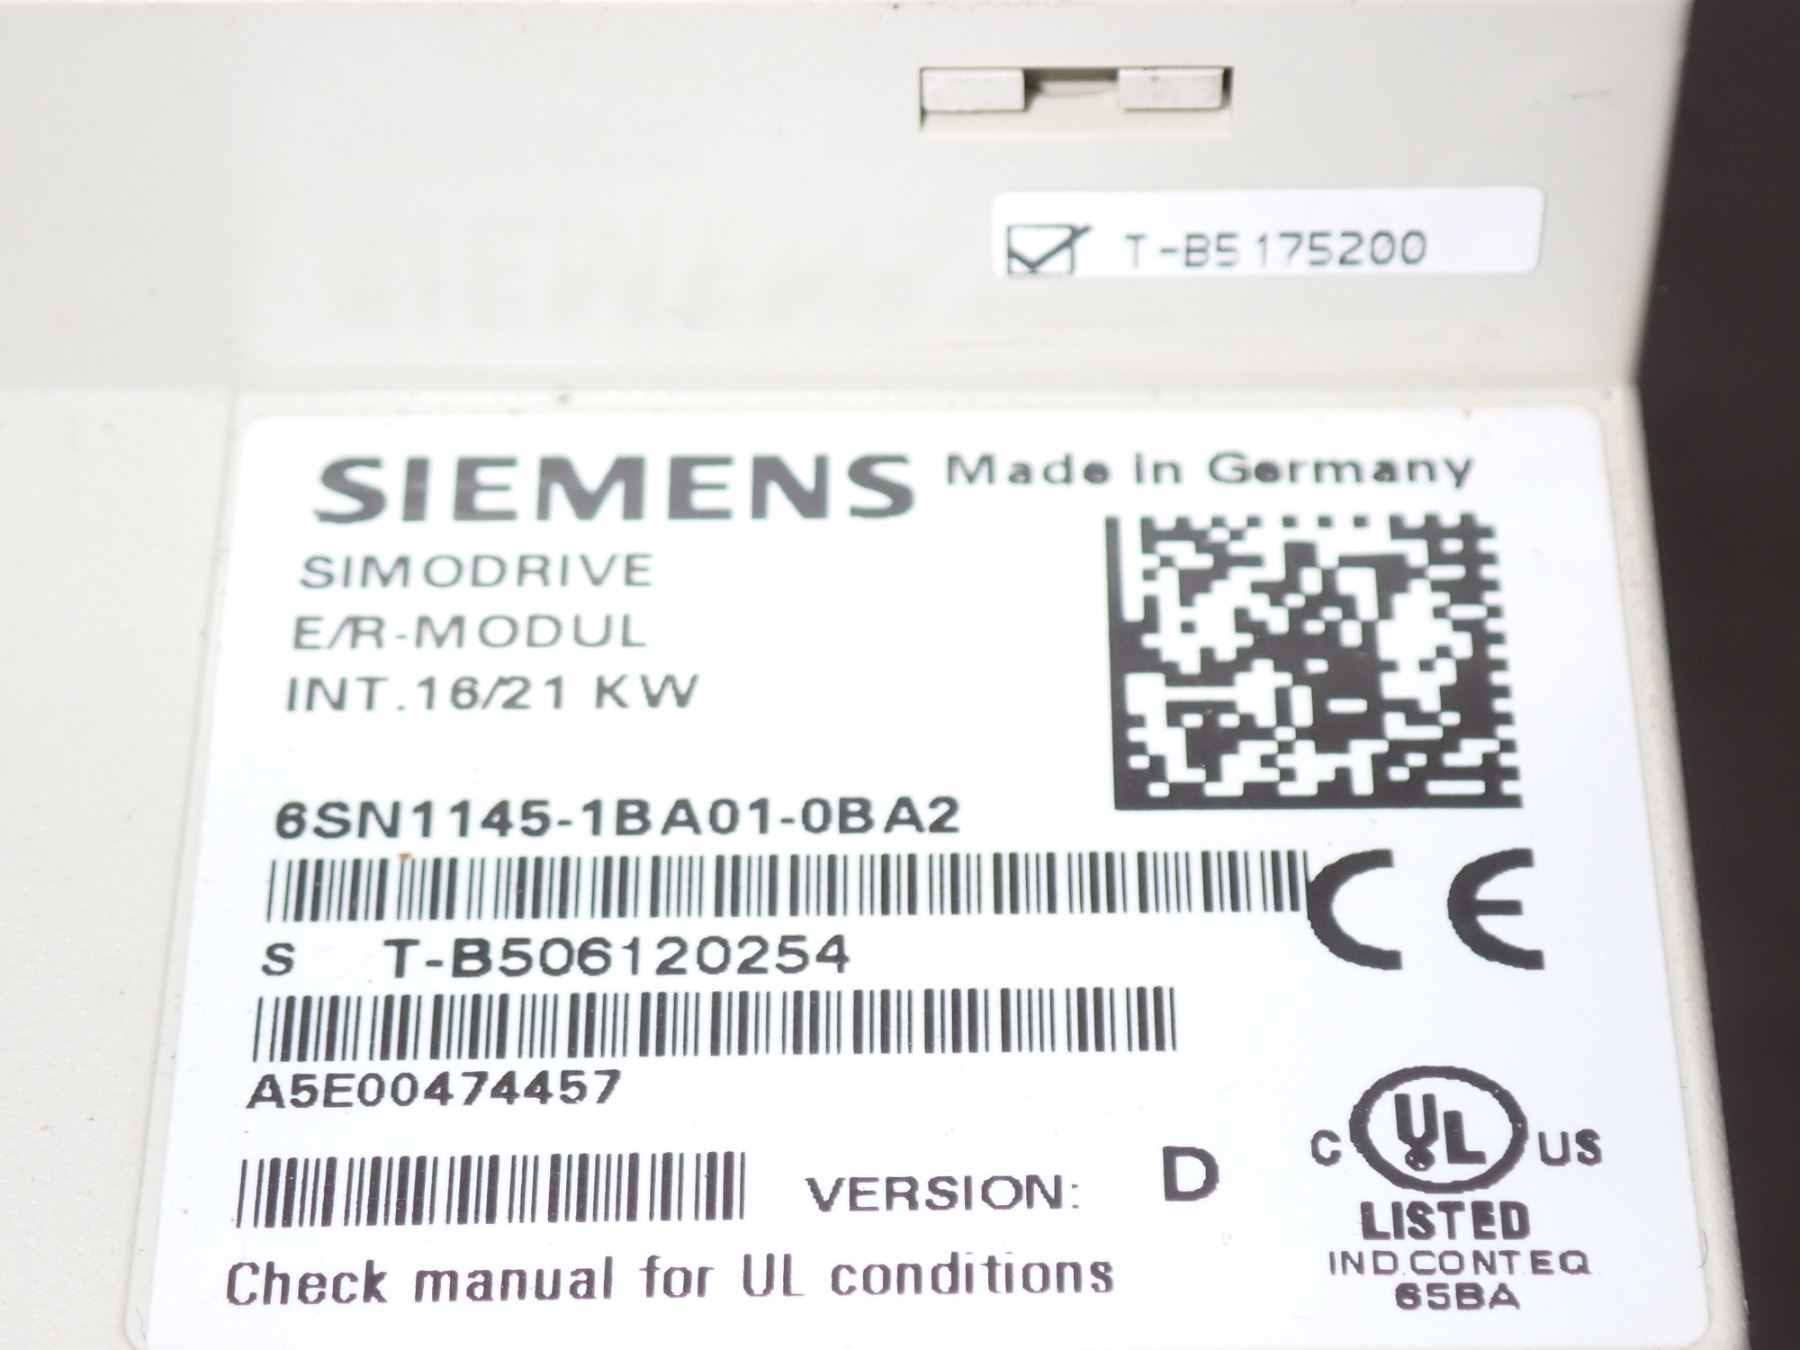 T-B5175200
SIEMENS Made in Germany
SIMODRIVE
E/R-MODUL
INT.16/21 KW
6SN1145-1BA01-0BA2
CE
S T-B506120254
A5E00474457
VERSION: D
C UL US
LISTED
IND.CONT.EQ
65BA
Check manual for UL conditions